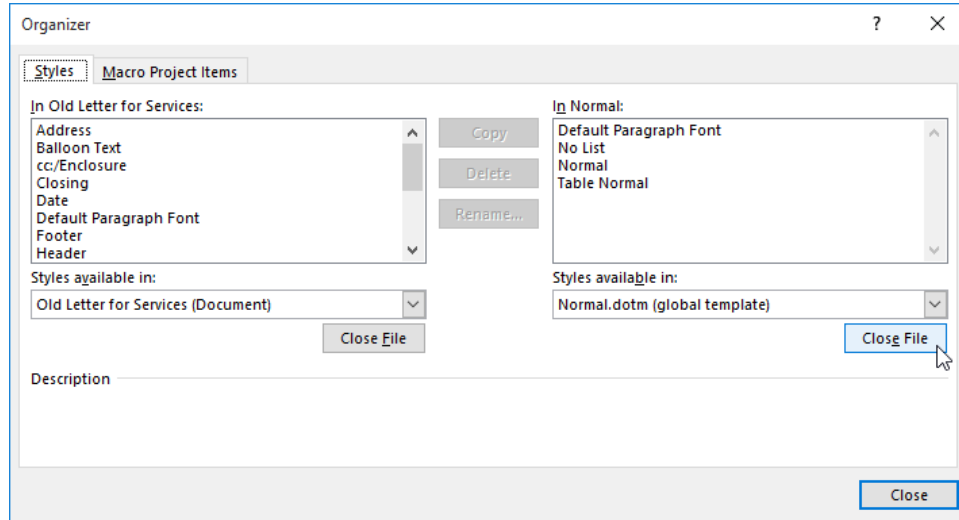 Organizer
?
Styles
Macro Project Items
In Old Letter for Services:
Address
Balloon Text
cc:/Enclosure
Closing
Date
Default Paragraph Font
Footer
Header
Styles available in:
Old Letter for Services (Document)
Close File
Copy
Delete
Rename...
In Normal:
Default Paragraph Font
No List
Normal
Table Normal
Styles available in:
Normal.dotm (global template)
Close File
Description
Close